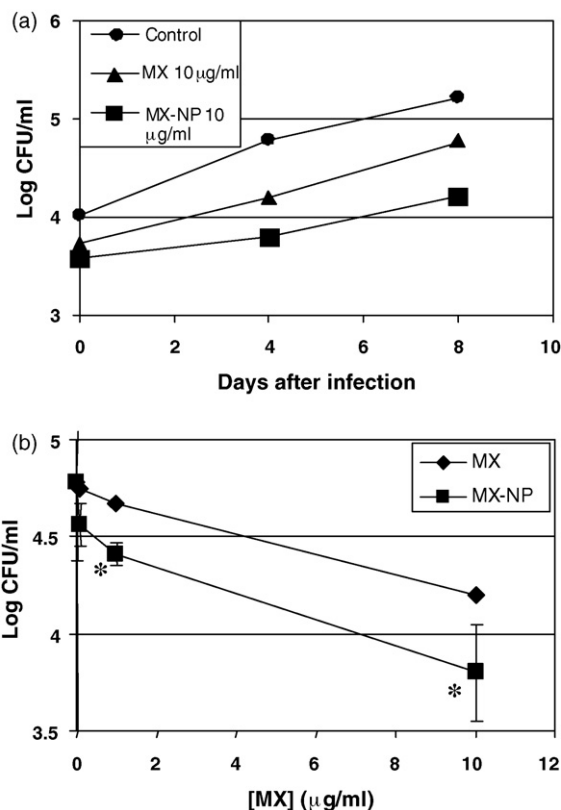 (a)
6
5
4
3
Log CFU/ml
Control
MX 10 µg/ml
MX-NP 10
µg/ml
0 2 4 6 8 10
Days after infection
(b)
5
4.5
4
3.5
Log CFU/ml
MX
MX-NP
*
*
0 2 4 6 8 10 12
[MX] (µg/ml)